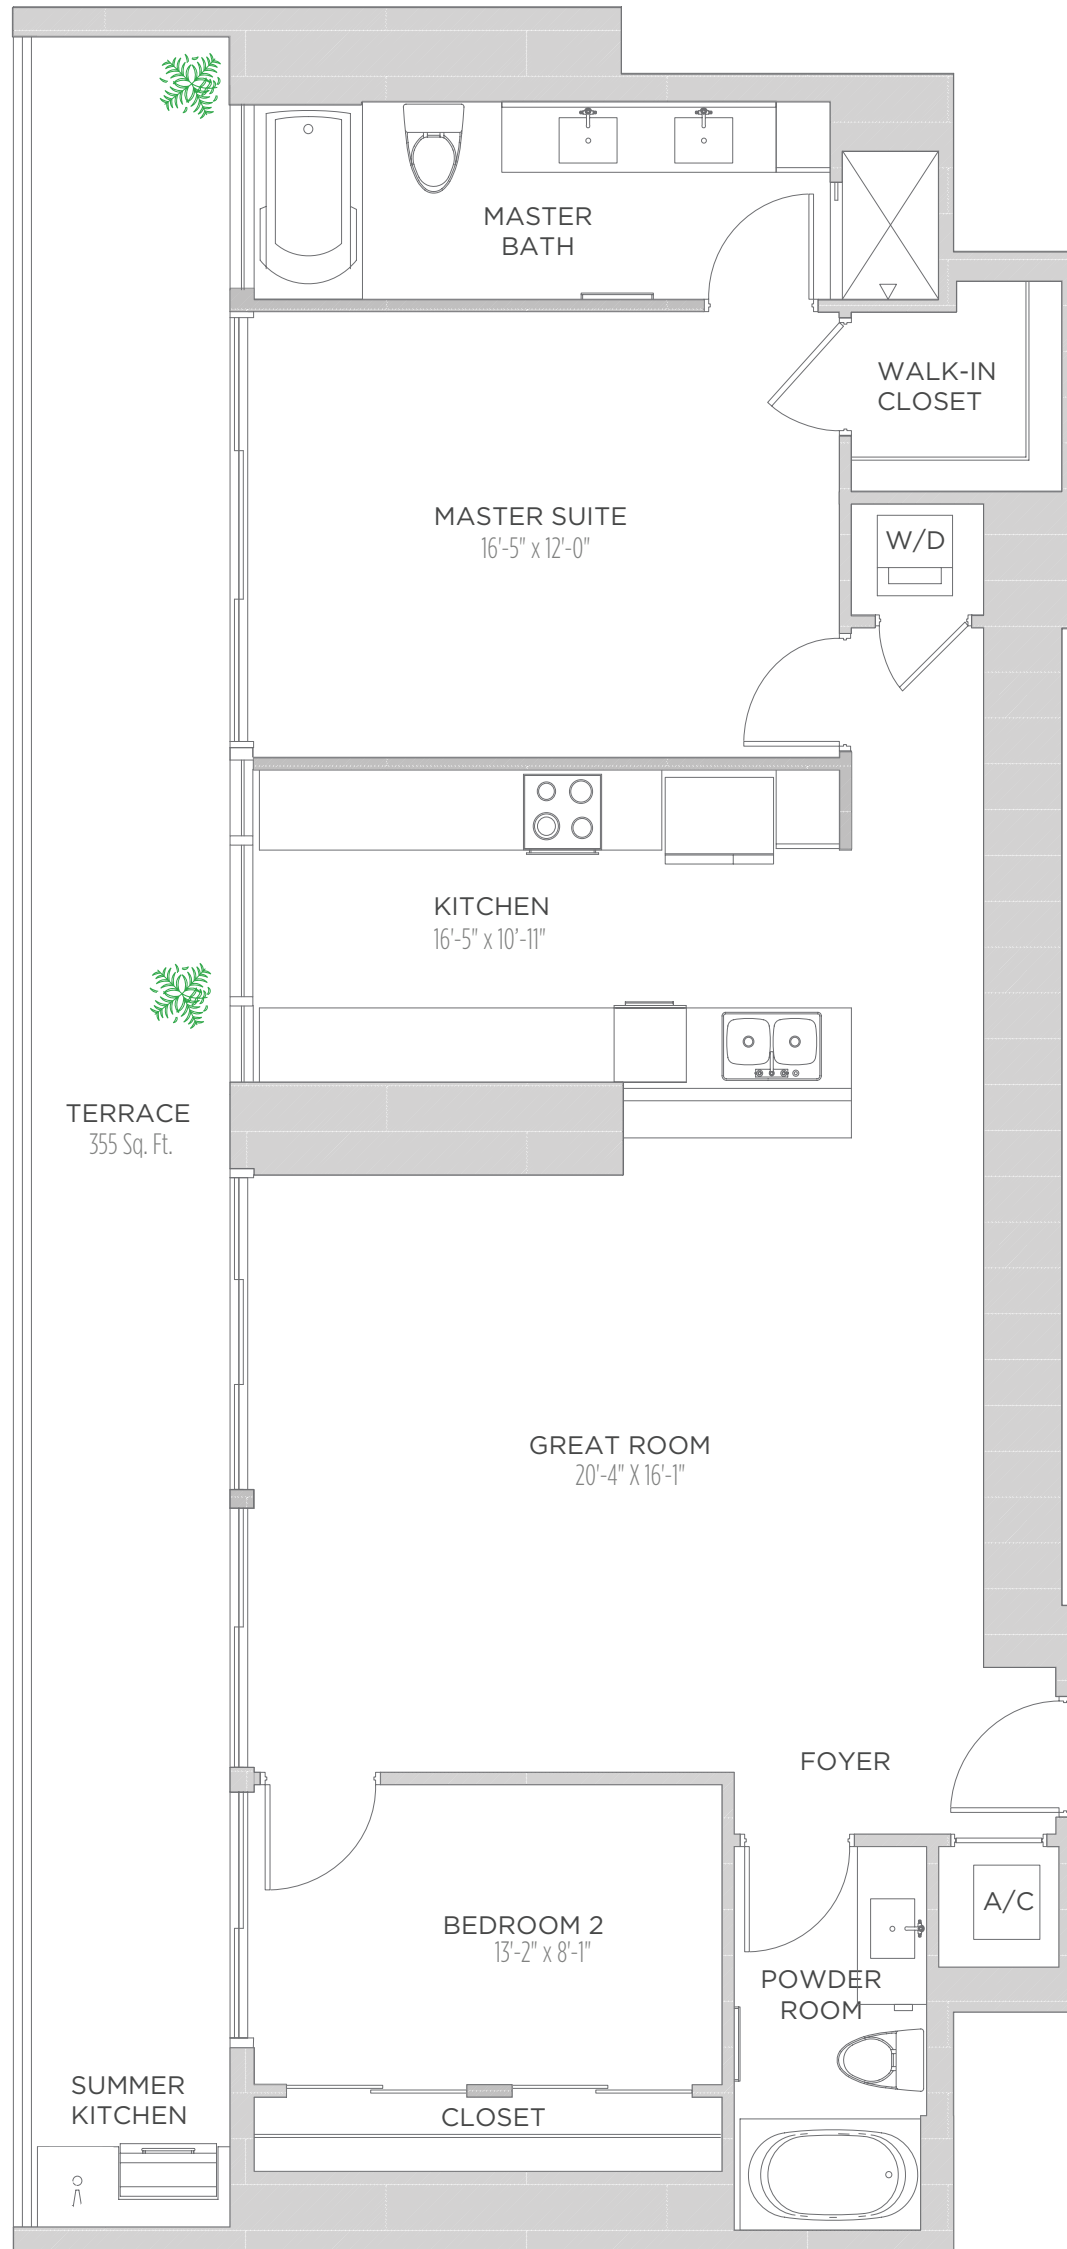 MASTER
BATH
WALK-IN
CLOSET
MASTER SUITE
16'-5" x 12'-0"
W/D
KITCHEN
16'-5" x 10'-11"
TERRACE
355 Sq. Ft.
GREAT ROOM
20'-4" X 16'-1"
FOYER
A/C
BEDROOM 2
13'-2" x 8'-1"
POWDER
ROOM
SUMMER
KITCHEN
CLOSET